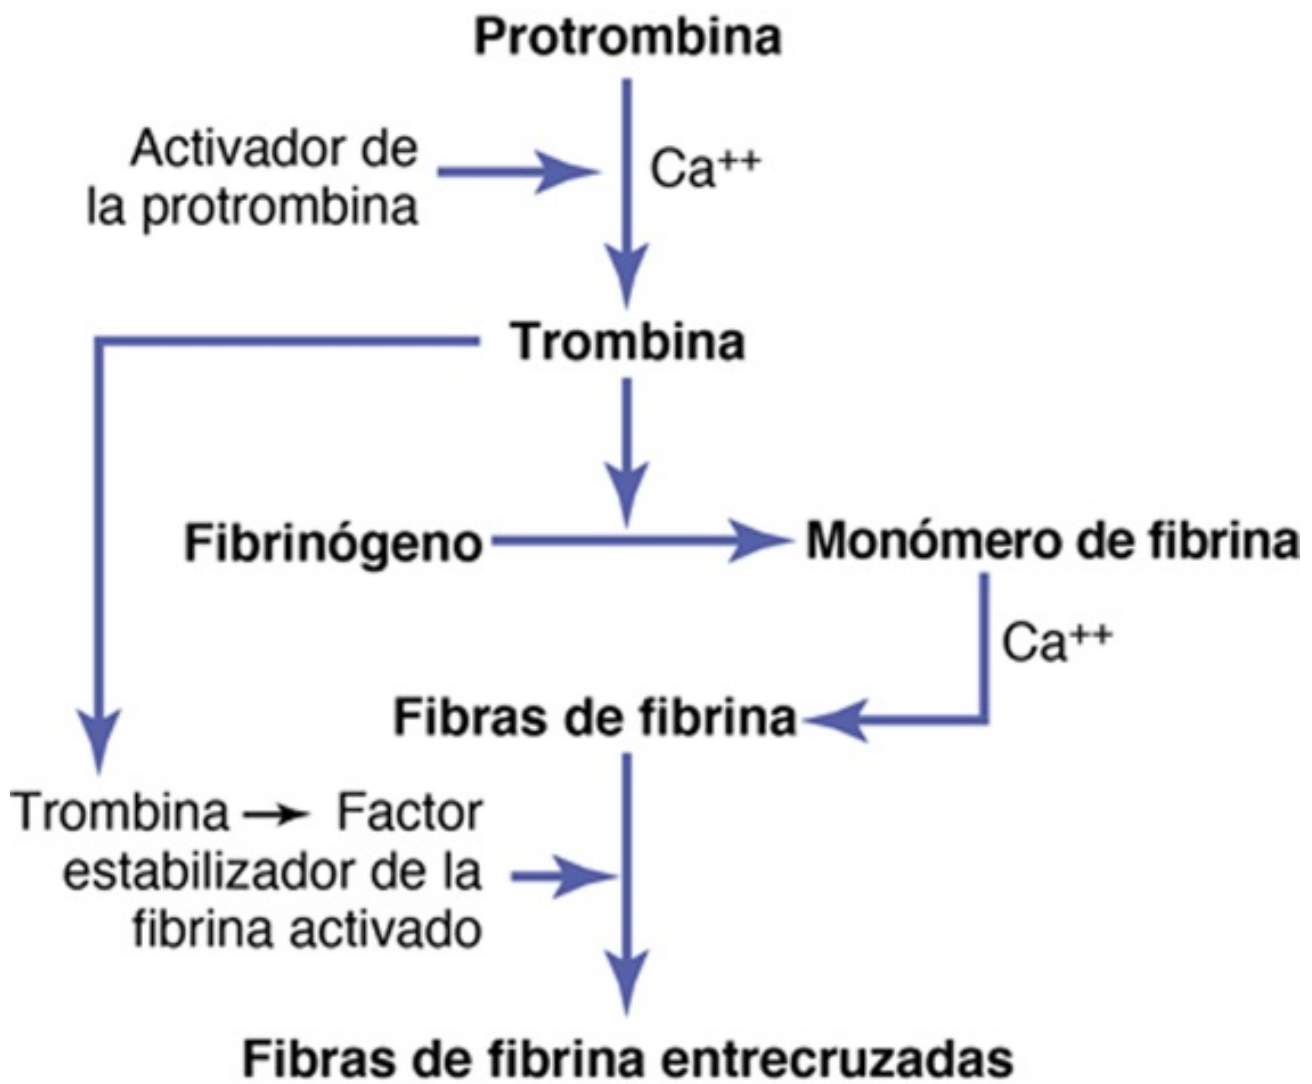 Protrombina
Activador de
la protrombina
Ca++
Trombina
Fibrinógeno
Monómero de fibrina
Ca++
Fibras de fibrina
Trombina → Factor
estabilizador de la
fibrina activado
Fibras de fibrina entrecruzadas